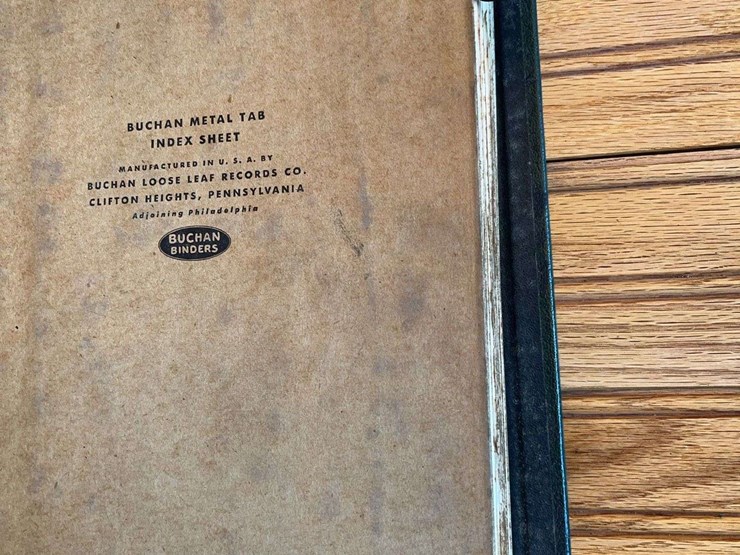 BUCHAN METAL TAB
INDEX SHEET
MANUFACTURED IN U. S. A. BY
BUCHAN LOOSE LEAF RECORDS CO.
CLIFTON HEIGHTS, PENNSYLVANIA
Adjoining Philadelphia
BUCHAN
BINDERS